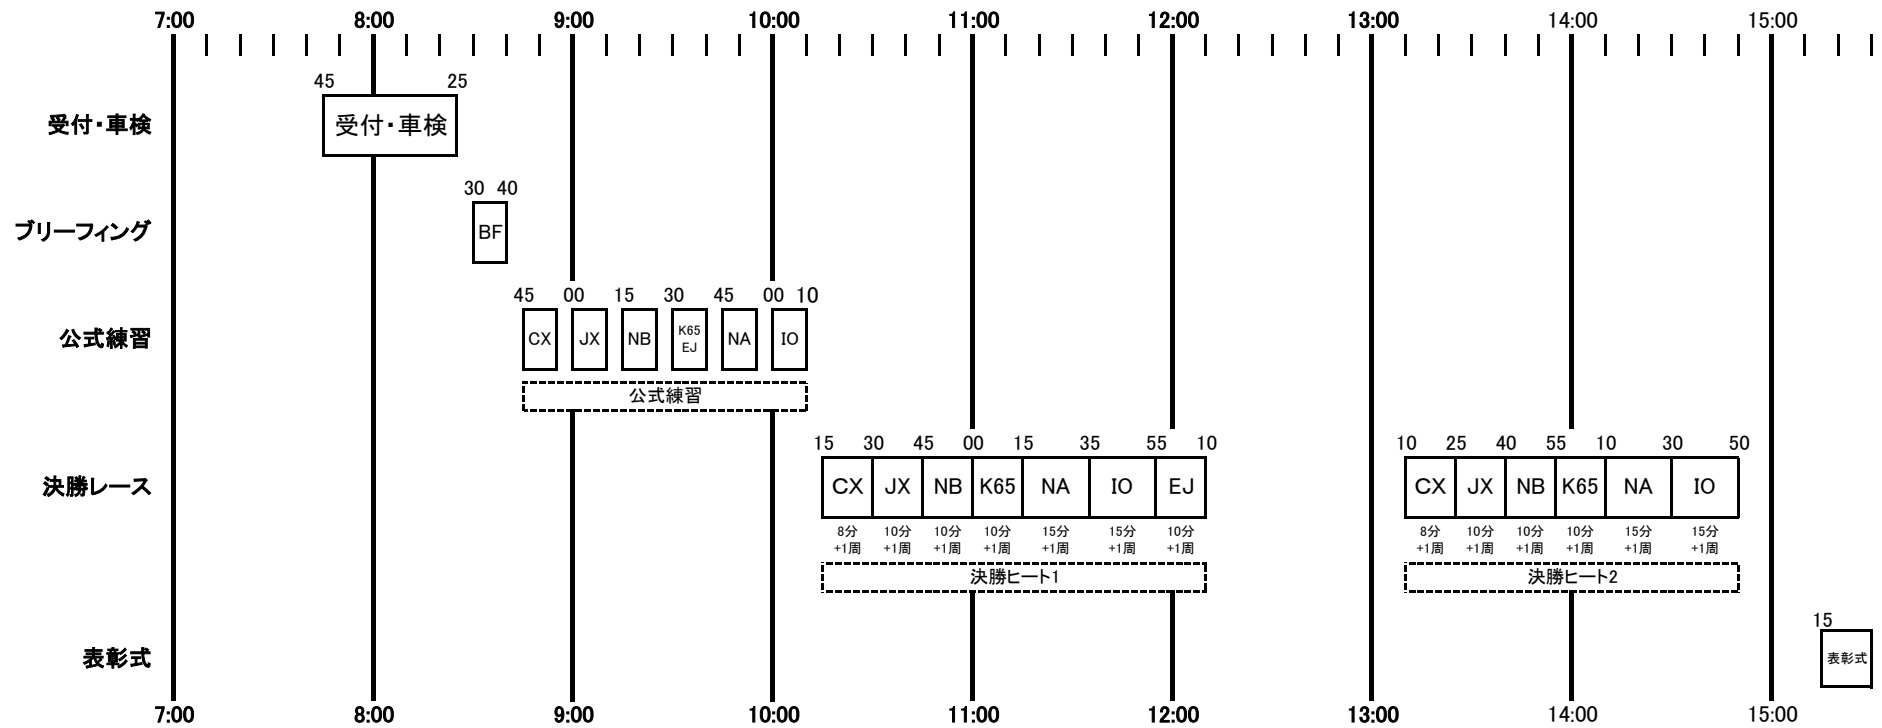 7:00 8:00 9:00 10:00 11:00 12:00 13:00 14:00 15:00
45 25
受付・車検 受付・車検
30 40
ブリーフィング BF
45 00 15 30 45 00 10
公式練習 CX JX NB K65 EJ NA IO
公式練習
15 30 45 00 15 35 55 10 10 25 40 55 10 30 50
決勝レース CX JX NB K65 NA IO EJ CX JX NB K65 NA IO
8分 10分 10分 10分 15分 15分 10分 8分 10分 10分 10分 15分 15分
+1周 +1周 +1周 +1周 +1周 +1周 +1周 +1周 +1周 +1周 +1周 +1周 +1周
決勝ヒート1 決勝ヒート2
15
表彰式 表彰式
7:00 8:00 9:00 10:00 11:00 12:00 13:00 14:00 15:00